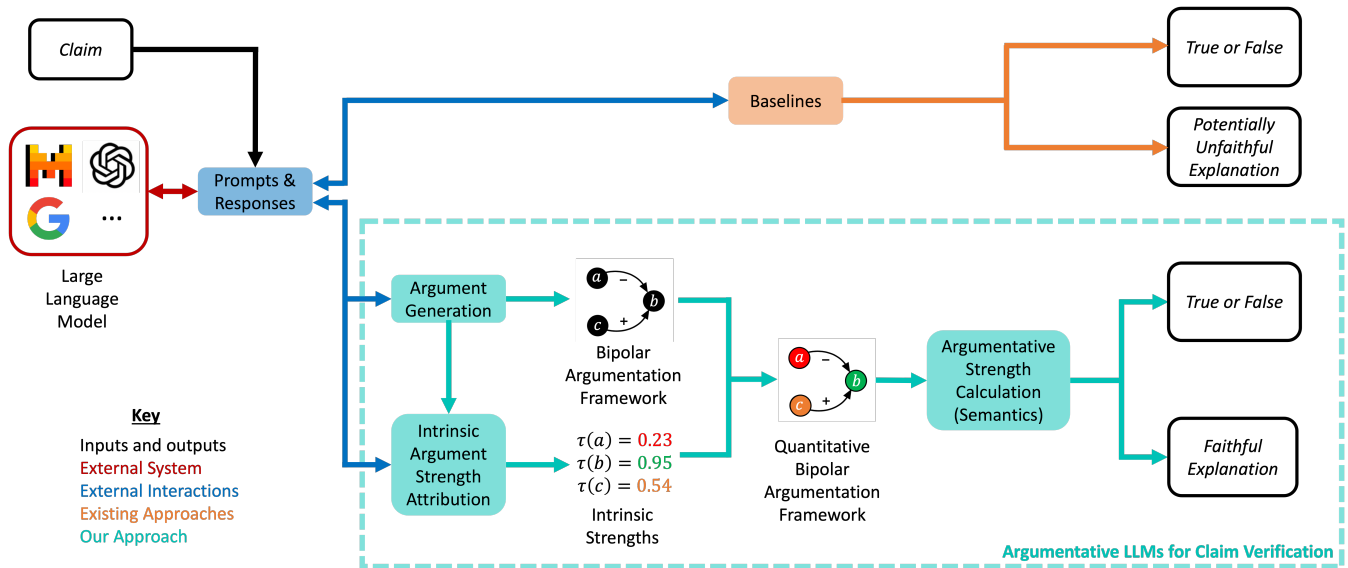 Claim
Large
Language
Model
...
Prompts &
Responses
Baselines
True or False
Potentially
Unfaithful
Explanation
Argument
Generation
a
−
b
c
+
Bipolar
Argumentation
Framework
Intrinsic
Argument
Strength
Attribution
τ(a) = 0.23
τ(b) = 0.95
τ(c) = 0.54
Intrinsic
Strengths
a
−
b
c
+
Quantitative
Bipolar
Argumentation
Framework
Argumentative
Strength
Calculation
(Semantics)
True or False
Faithful
Explanation
Key
Inputs and outputs
External System
External Interactions
Existing Approaches
Our Approach
Argumentative LLMs for Claim Verification